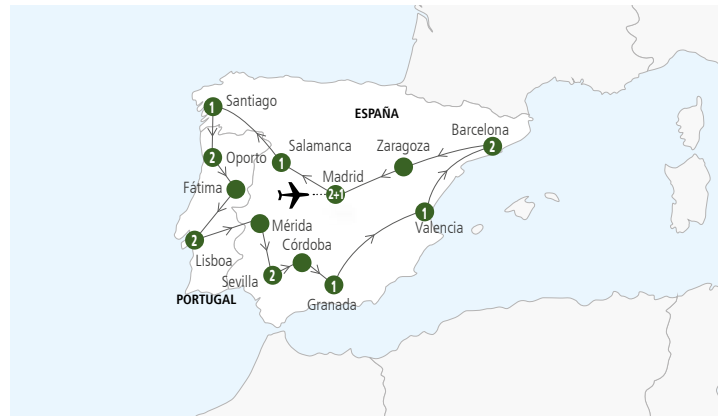 Santiago
1
ESPAÑA
Barcelona
2
Salamanca
1
Zaragoza
Oporto
2
Madrid
2+1
Fátima
Mérida
1
Valencia
Lisboa
2
Córdoba
Sevilla
2
1
Granada
PORTUGAL